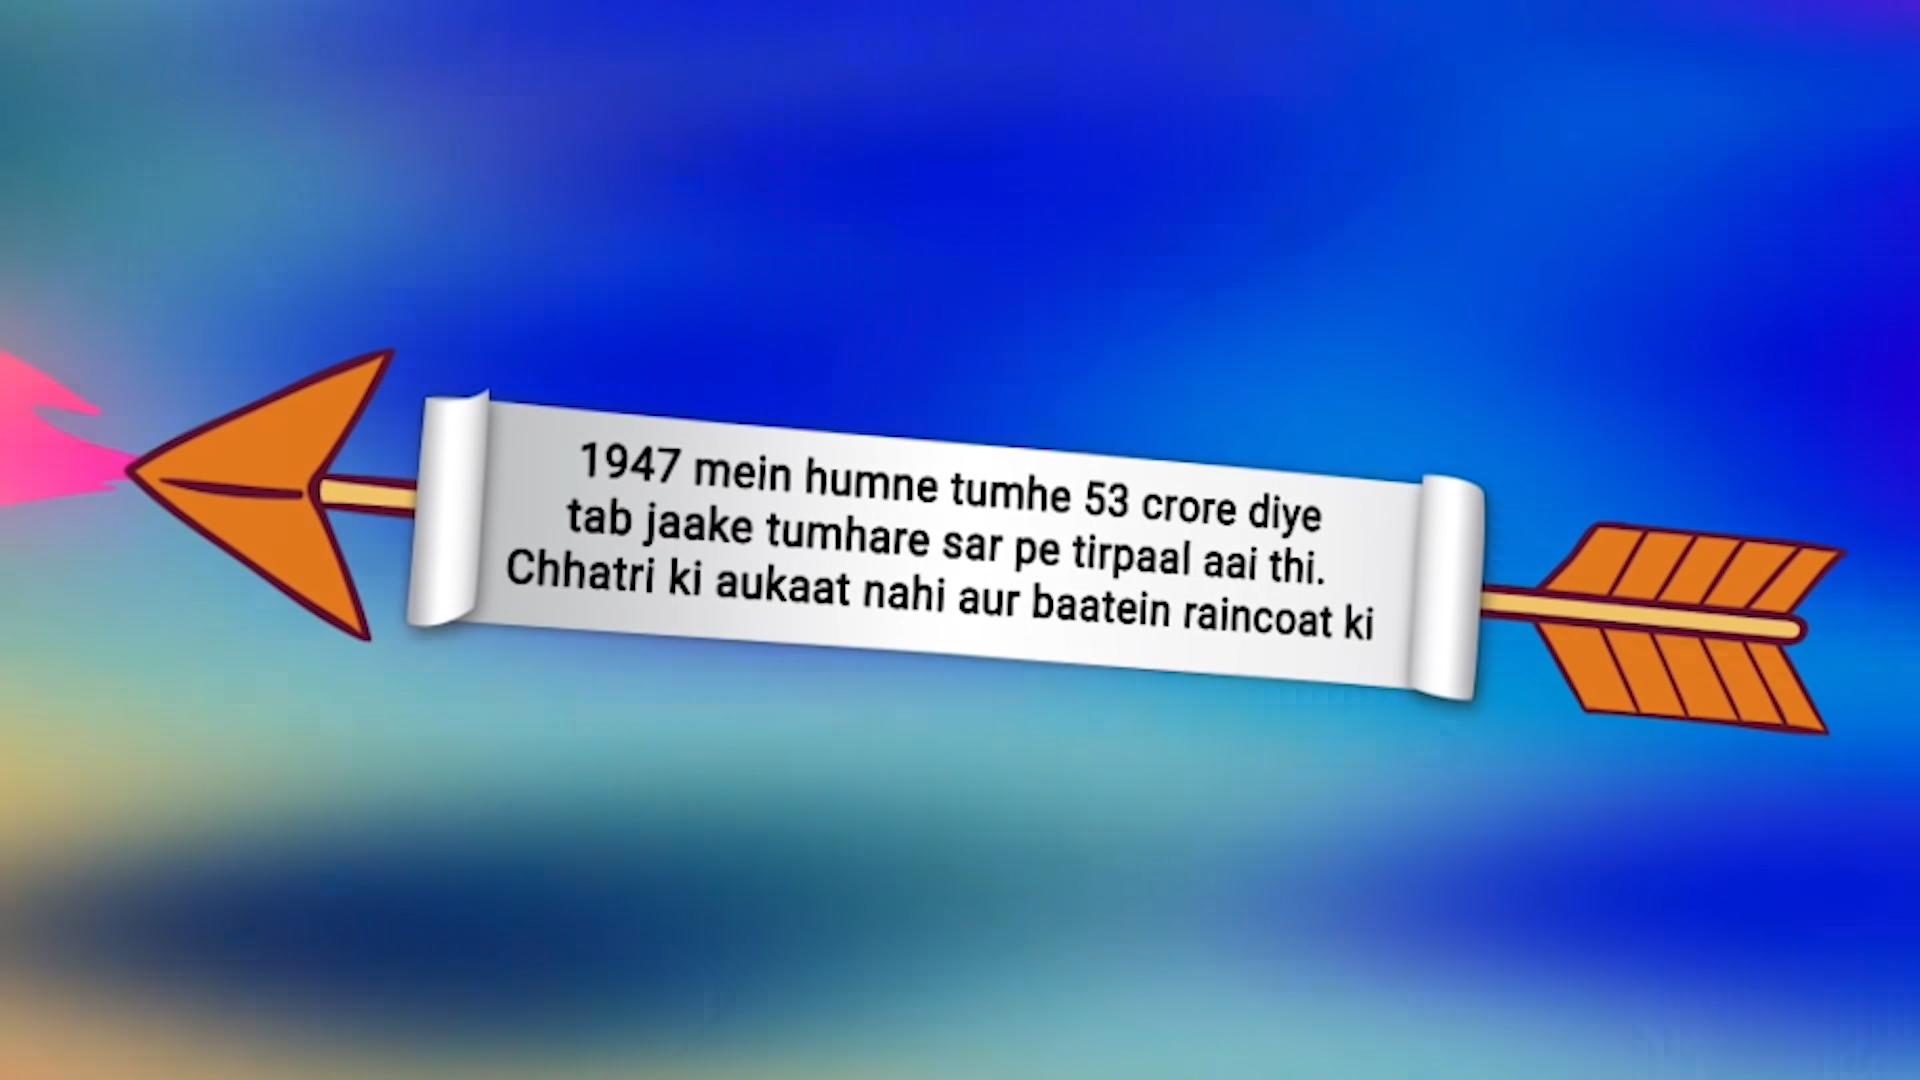 1947 mein humne tumhe 53 crore diye
tab jaake tumhare sar pe tirpaal aai thi.
Chhatri ki aukaat nahi aur baatein raincoat ki